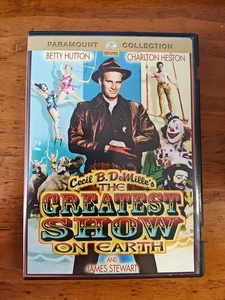 PARAMOUNT COLLECTION
BETTY HUTTON CHARLTON HESTON
Cecil B. DeMille's
THE
GREATEST
SHOW
ON EARTH
AND
JAMES STEWART